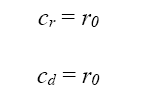 c_r = r_0
c_d = r_0